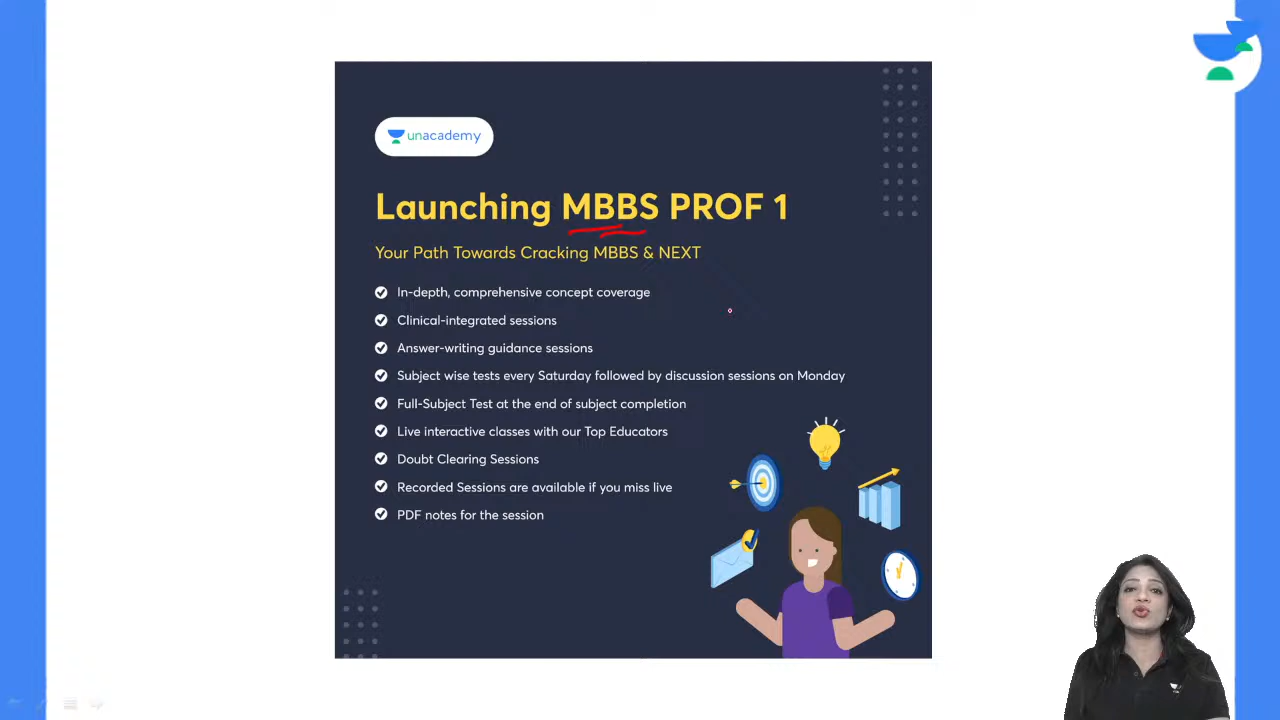 unacademy
Launching MBBS PROF 1
Your Path Towards Cracking MBBS & NEXT
In-depth, comprehensive concept coverage
Clinical-integrated sessions
Answer-writing guidance sessions
Subject wise tests every Saturday followed by discussion sessions on Monday
Full-Subject Test at the end of subject completion
Live interactive classes with our Top Educators
Doubt Clearing Sessions
Recorded Sessions are available if you miss live
PDF notes for the session